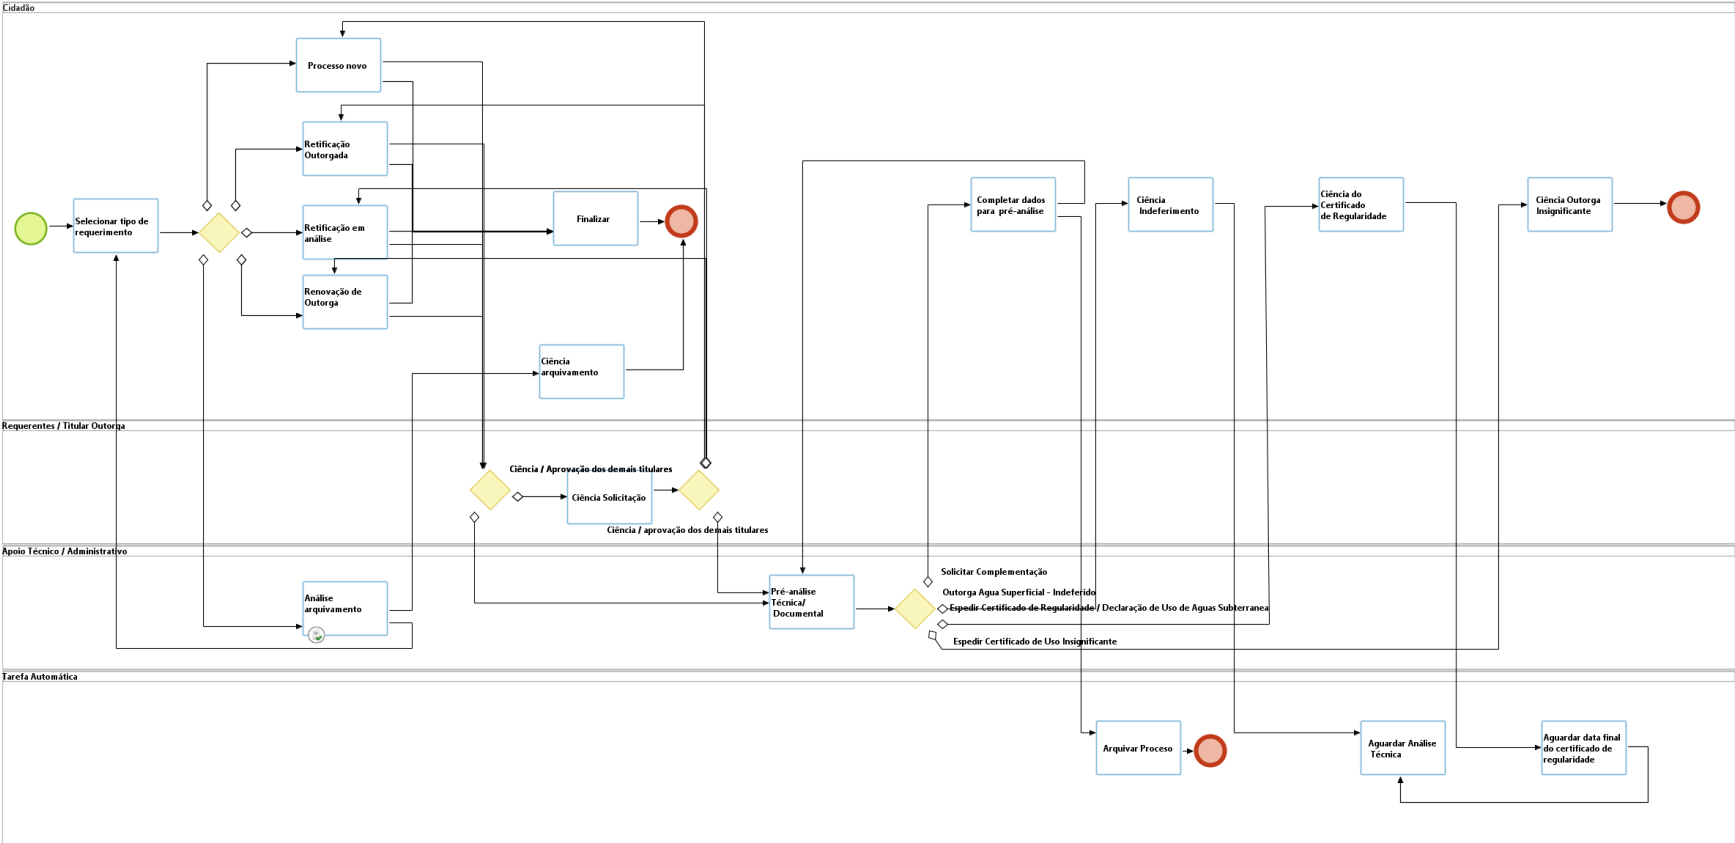 Cidadão
Processo novo
Retificação
Outorgada
Selecionar tipo de
requerimento
Retificação em
análise
Finalizar
Renovação de
Outorga
Ciência
arquivamento
Completar dados
para pré-análise
Ciência
Indeferimento
Ciência do
Certificado
de Regularidade
Ciência Outorga
Insignificante
Requerentes / Titular Outorga
Ciência / Aprovação dos demais titulares
Ciência Solicitação
Ciência / aprovação dos demais titulares
Apoio Técnico / Administrativo
Análise
arquivamento
Pré-análise
Técnica/
Documental
Solicitar Complementação
Outorga Agua Superficial - Indeferido
Espedir Certificado de Regularidade / Declaração de Uso de Aguas Subterranea
Espedir Certificado de Uso Insignificante
Tarefa Automática
Arquivar Proceso
Aguardar Análise
Técnica
Aguardar data final
do certificado de
regularidade